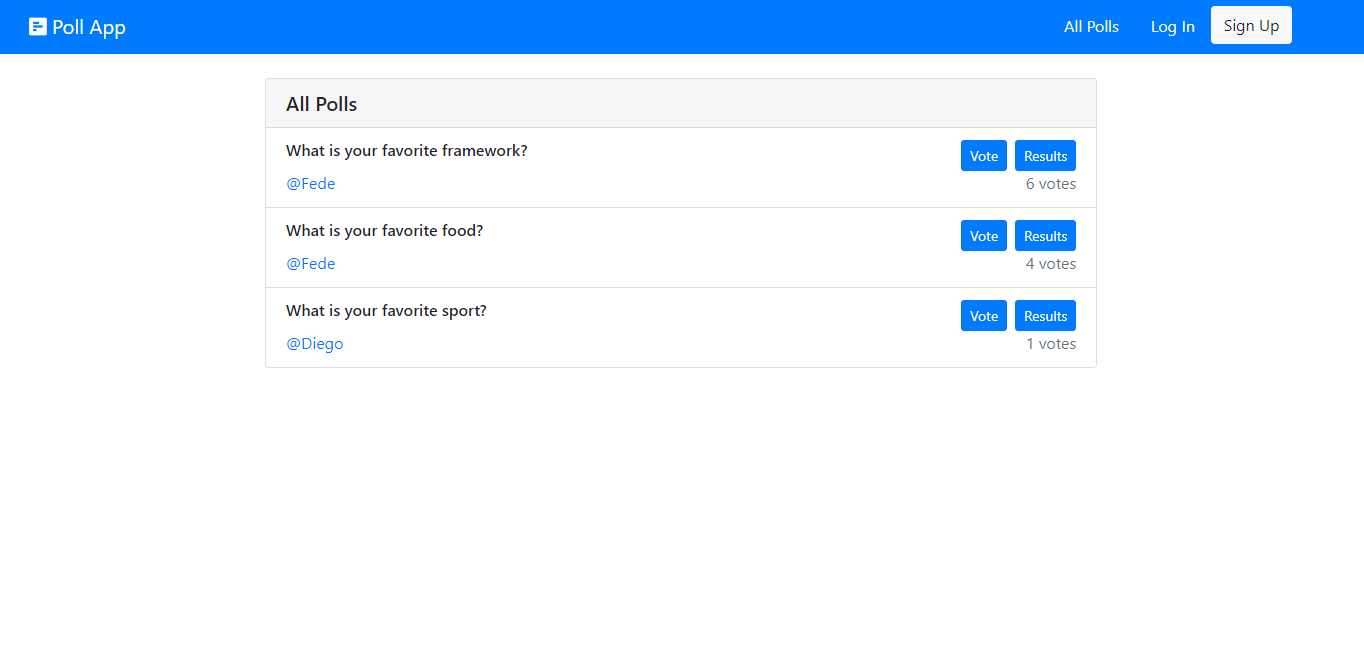 Poll App All Polls Log In Sign Up
All Polls
What is your favorite framework? Vote Results
@Fede 6 votes
What is your favorite food? Vote Results
@Fede 4 votes
What is your favorite sport? Vote Results
@Diego 1 votes